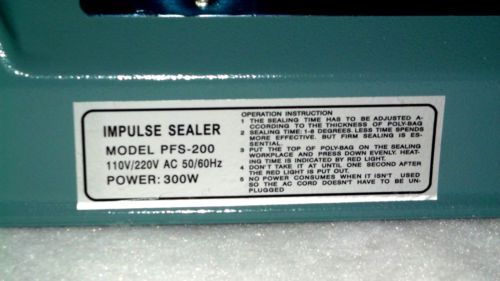 IMPULSE SEALER
MODEL PFS-200
110V/220V AC 50/60Hz
POWER: 300W
OPERATION INSTRUCTION
1 THE SEALING TIME HAS TO BE ADJUSTED A-
CCORDING TO THE THICKNESS OF POLY-BAG
2 SEALING TIME: 1-8 DEGREES. LESS TIME SPENDS
MORE EFFECTIVE. BUT FIRM SEALING IS ES-
SENTIAL.
3 PUT THE TOP OF POLY-BAG ON THE SEALING
WORKPLACE AND PRESS DOWN EVENLY. HEAT-
ING TIME IS INDICATED BY RED LIGHT.
4 DON'T TAKE IT AT UNTIL ONE SECOND AFTER
THE RED LIGHT IS PUT OUT.
5 NO POWER CONSUMES WHEN IT ISN'T USED
SO THE AC CORD DOESN'T HAVE TO BE UN-
PLUGGED